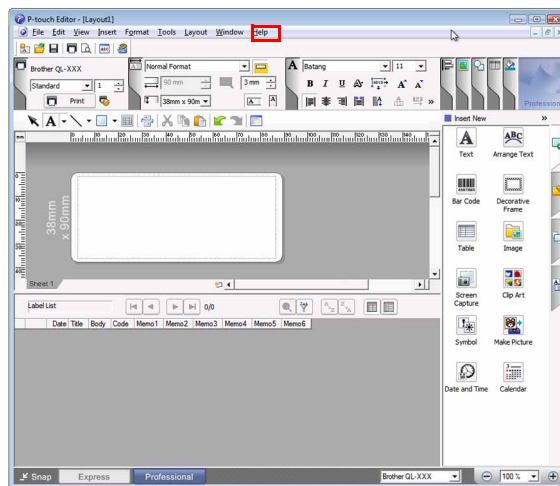 P-touch Editor - [Layout1]
File Edit View Insert Format Tools Layout Window Help
Brother QL-XXX
Standard 1
Print
Normal Format
90 mm 3 mm
38mm x 90m
A Batang 11
B I U
Profession
Insert New
Text Arrange Text
Bar Code Decorative Frame
Table Image
Screen Capture Clip Art
Symbol Make Picture
Date and Time Calendar
38mm
x 90mm
Sheet 1
Label List 0/0
Date Title Body Code Memo1 Memo2 Memo3 Memo4 Memo5 Memo6
Snap Express Professional Brother QL-XXX 100 %